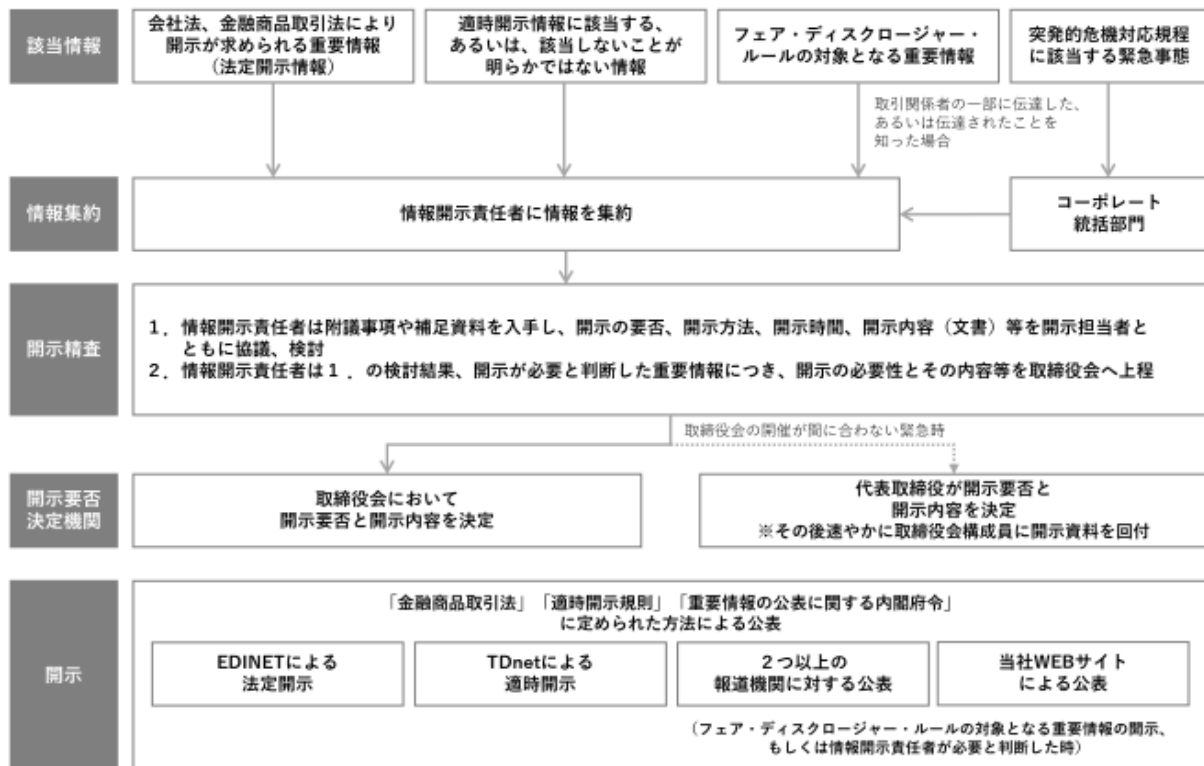 該当情報
会社法、金融商品取引法により
開示が求められる重要情報
（法定開示情報）
適時開示情報に該当する、
あるいは、該当しないことが
明らかではない情報
フェア・ディスクロージャー・
ルールの対象となる重要情報
突発的危機対応規程
に該当する緊急事態
取引関係者の一部に伝達した、
あるいは伝達されたことを
知った場合
情報集約
情報開示責任者に情報を集約
コーポレート
統括部門
開示精査
１．情報開示責任者は附議事項や補足資料を入手し、開示の要否、開示方法、開示時間、開示内容（文書）等を開示担当者と
ともに協議、検討
２．情報開示責任者は１．の検討結果、開示が必要と判断した重要情報につき、開示の必要性とその内容等を取締役会へ上程
取締役会の開催が間に合わない緊急時
開示要否
決定機関
取締役会において
開示要否と開示内容を決定
代表取締役が開示要否と
開示内容を決定
※その後速やかに取締役会構成員に開示資料を回付
開示
「金融商品取引法」「適時開示規則」「重要情報の公表に関する内閣府令」
に定められた方法による公表
EDINETによる
法定開示
TDnetによる
適時開示
２つ以上の
報道機関に対する公表
当社WEBサイト
による公表
（フェア・ディスクロージャー・ルールの対象となる重要情報の開示、
もしくは情報開示責任者が必要と判断した時）